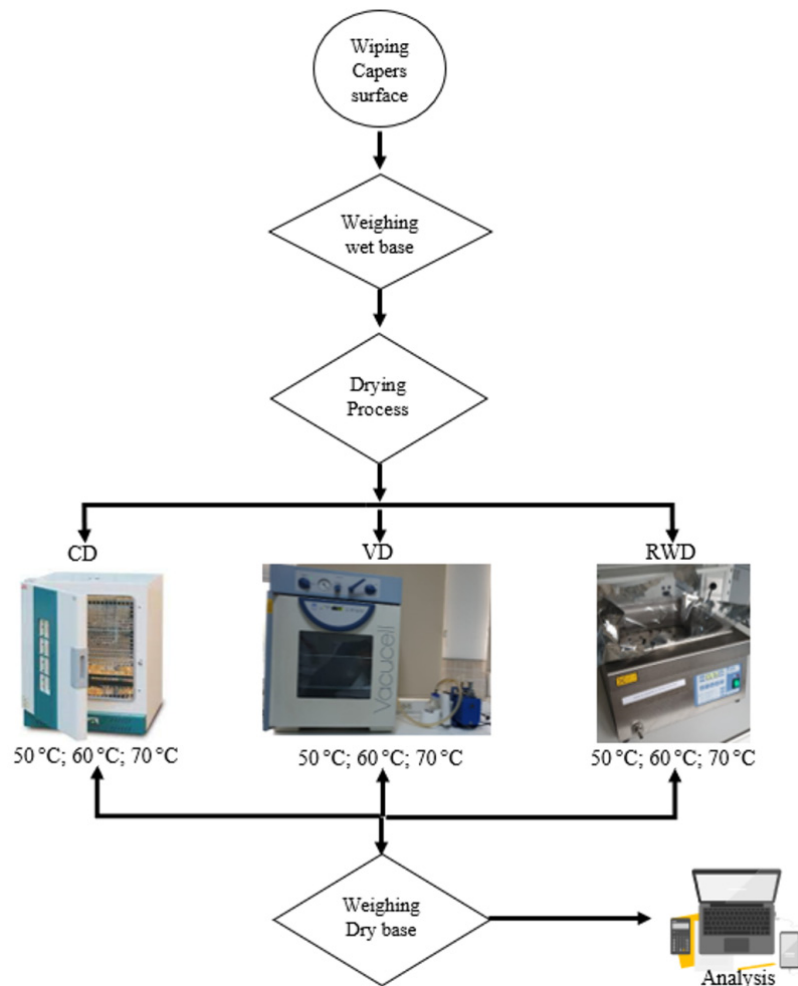 Wiping
Capers
surface
Weighing
wet base
Drying
Process
CD
VD
RWD
Vacucell
50 °C; 60 °C; 70 °C
50 °C; 60 °C; 70 °C
50 °C; 60 °C; 70 °C
Weighing
Dry base
Analysis